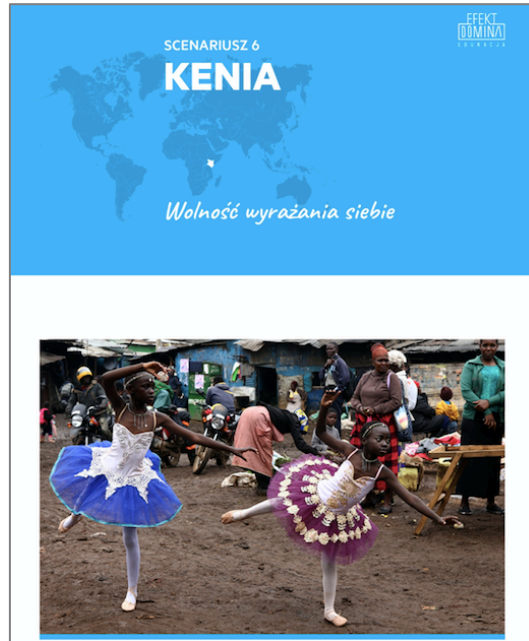 EFEKT
DOMINA
EDUKACJA
SCENARIUSZ 6
KENIA
Wolność wyrażania siebie